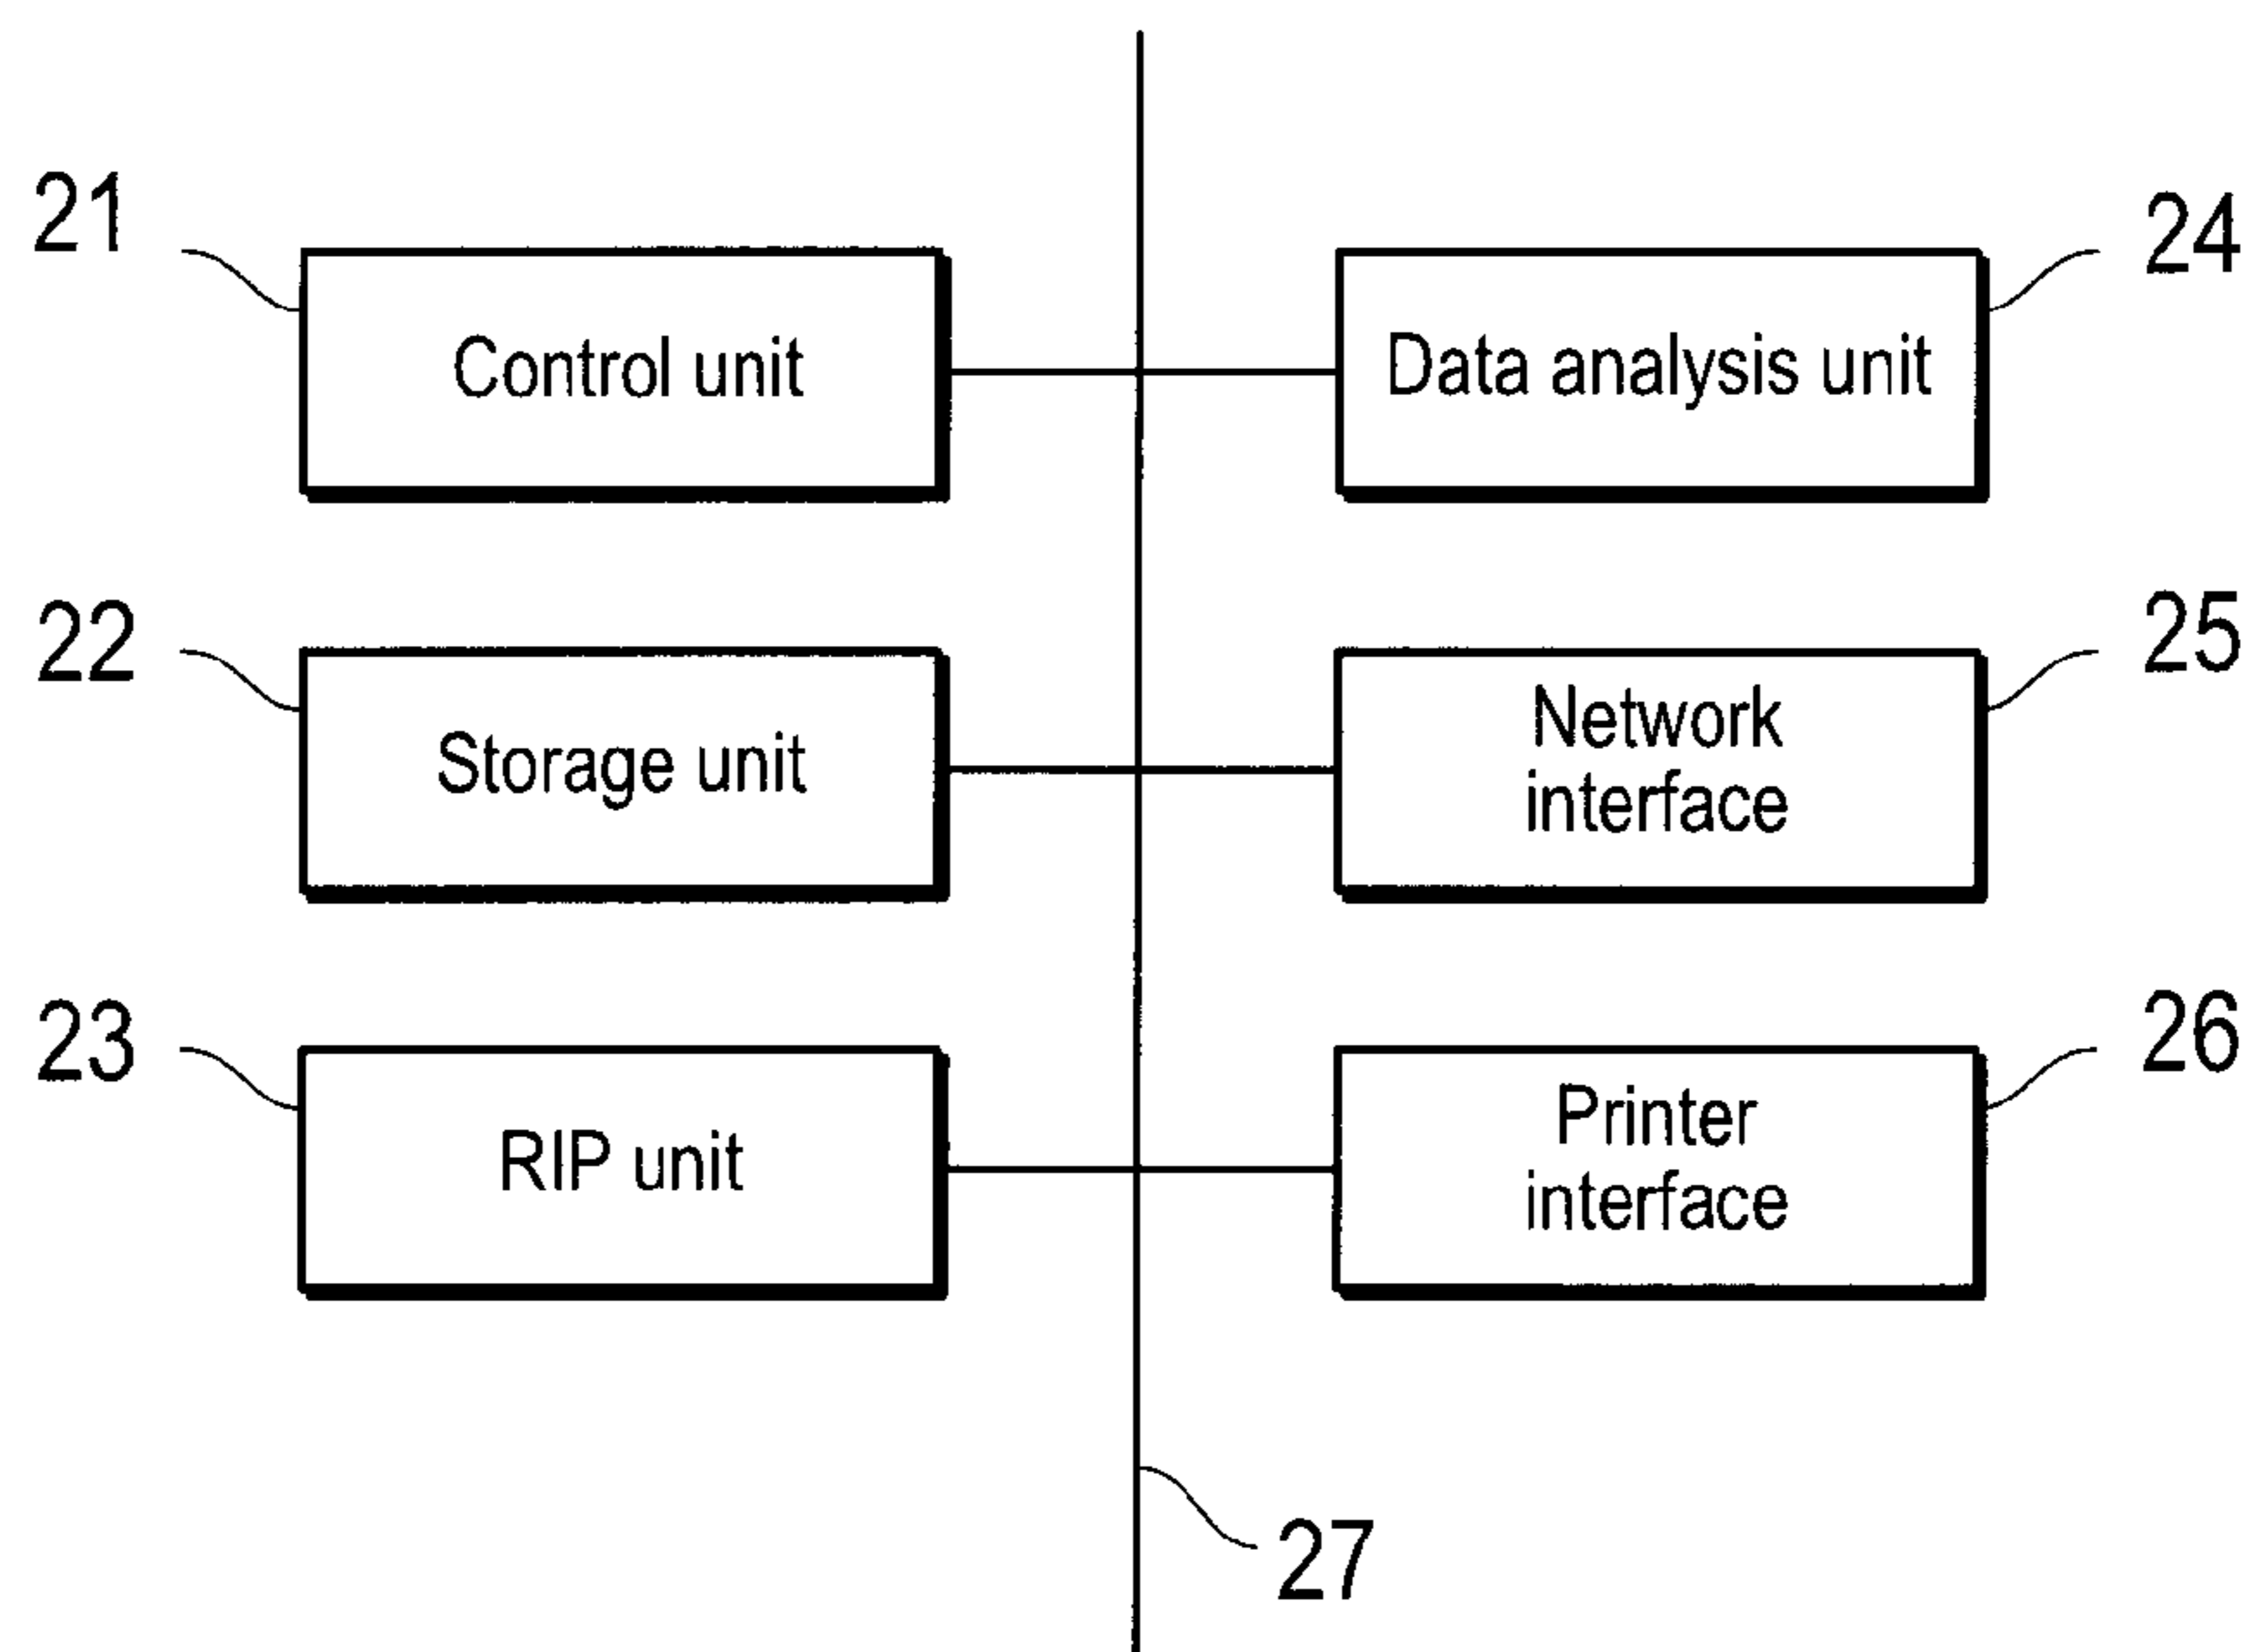 21
Control unit
24
Data analysis unit
22
Storage unit
25
Network
interface
23
RIP unit
26
Printer
interface
27